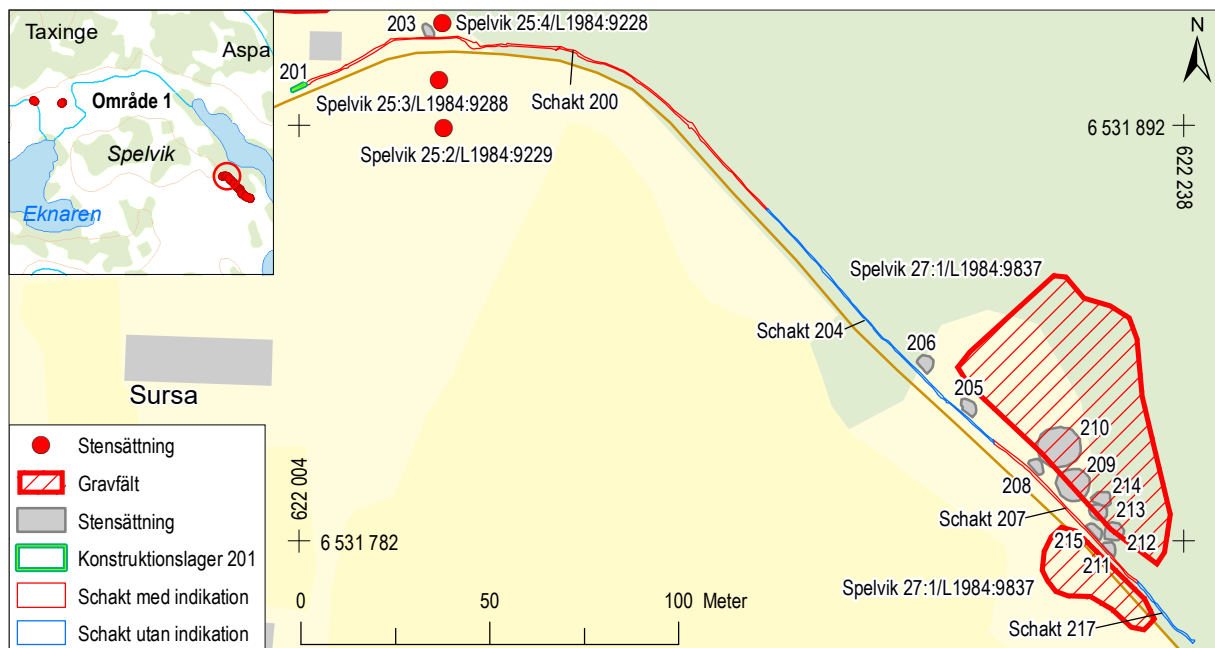 Taxinge
Aspa
Område 1
Spelvik
Eknaren
203
Spelvik 25:4/L1984:9228
201
Spelvik 25:3/L1984:9288
Schakt 200
Spelvik 25:2/L1984:9229
N
6 531 892
622 238
Spelvik 27:1/L1984:9837
Schakt 204
206
205
Sursa
210
209
208
214
213
Schakt 207
215
212
211
622 004
6 531 782
Spelvik 27:1/L1984:9837
Schakt 217
Stensättning
Gravfält
Stensättning
Konstruktionslager 201
Schakt med indikation
Schakt utan indikation
0 50 100 Meter